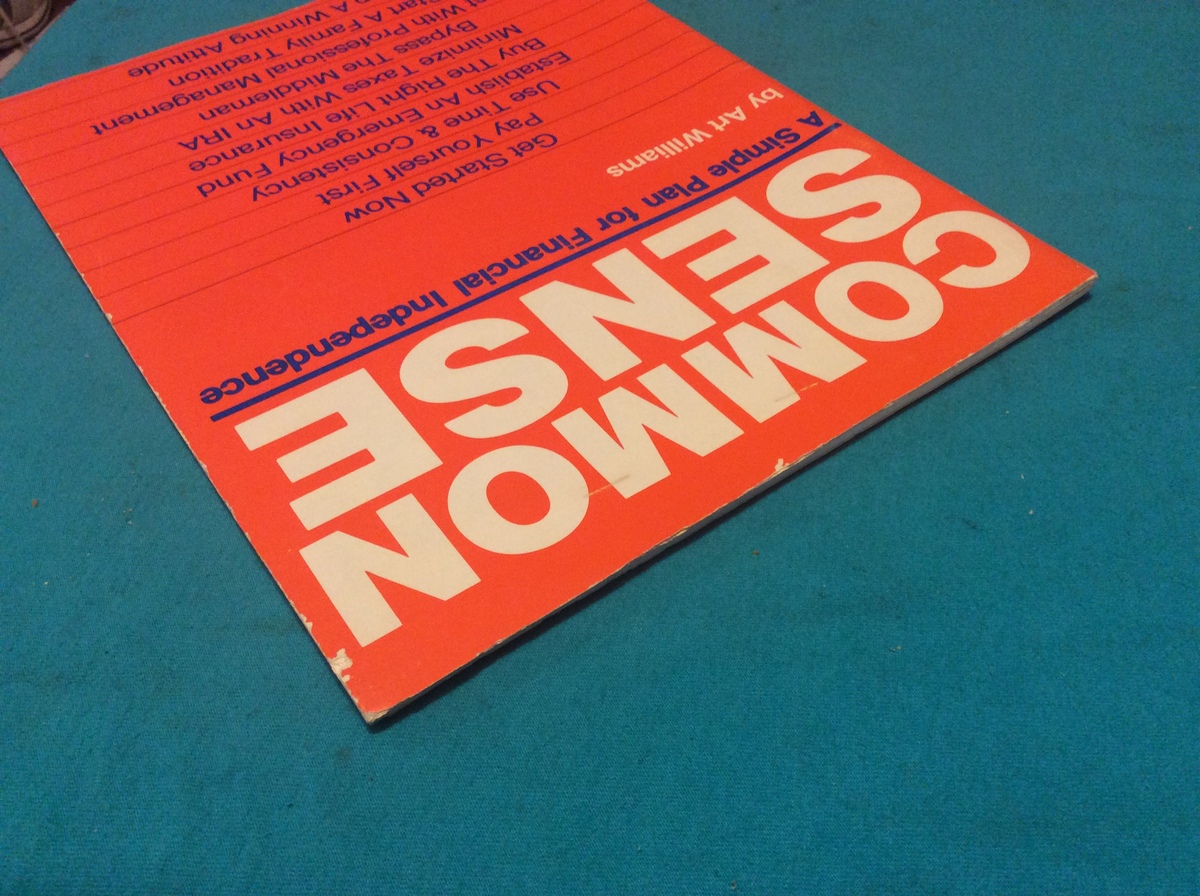 COMMON
SENSE
A Simple Plan for Financial Independence
by Art Williams
Get Started Now
Pay Yourself First
Use Time & Consistency
Establish An Emergency Fund
Buy The Right Life Insurance
Minimize Taxes With An IRA
Bypass The Middleman
With Professional Management
Start A Family Tradition
A Winning Attitude